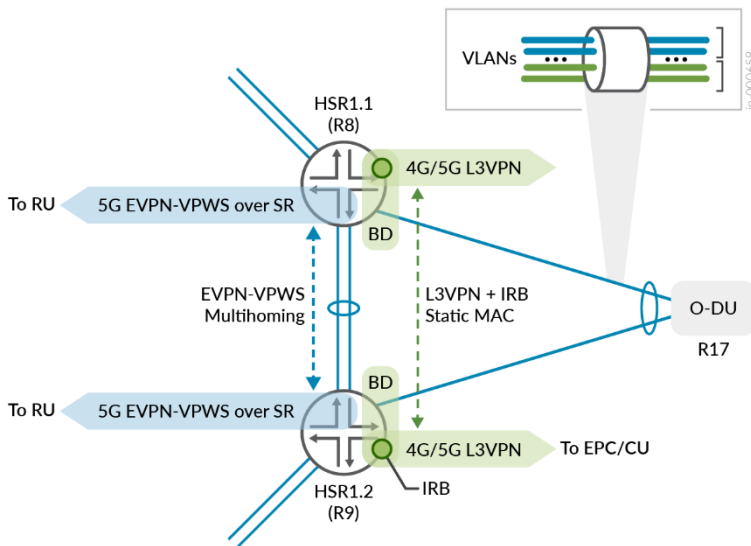 VLANs
jn-000658
HSR1.1
(R8)
4G/5G L3VPN
To RU
5G EVPN-VPWS over SR
BD
EVPN-VPWS
Multihoming
L3VPN + IRB
Static MAC
O-DU
R17
BD
To RU
5G EVPN-VPWS over SR
4G/5G L3VPN
To EPC/CU
IRB
HSR1.2
(R9)